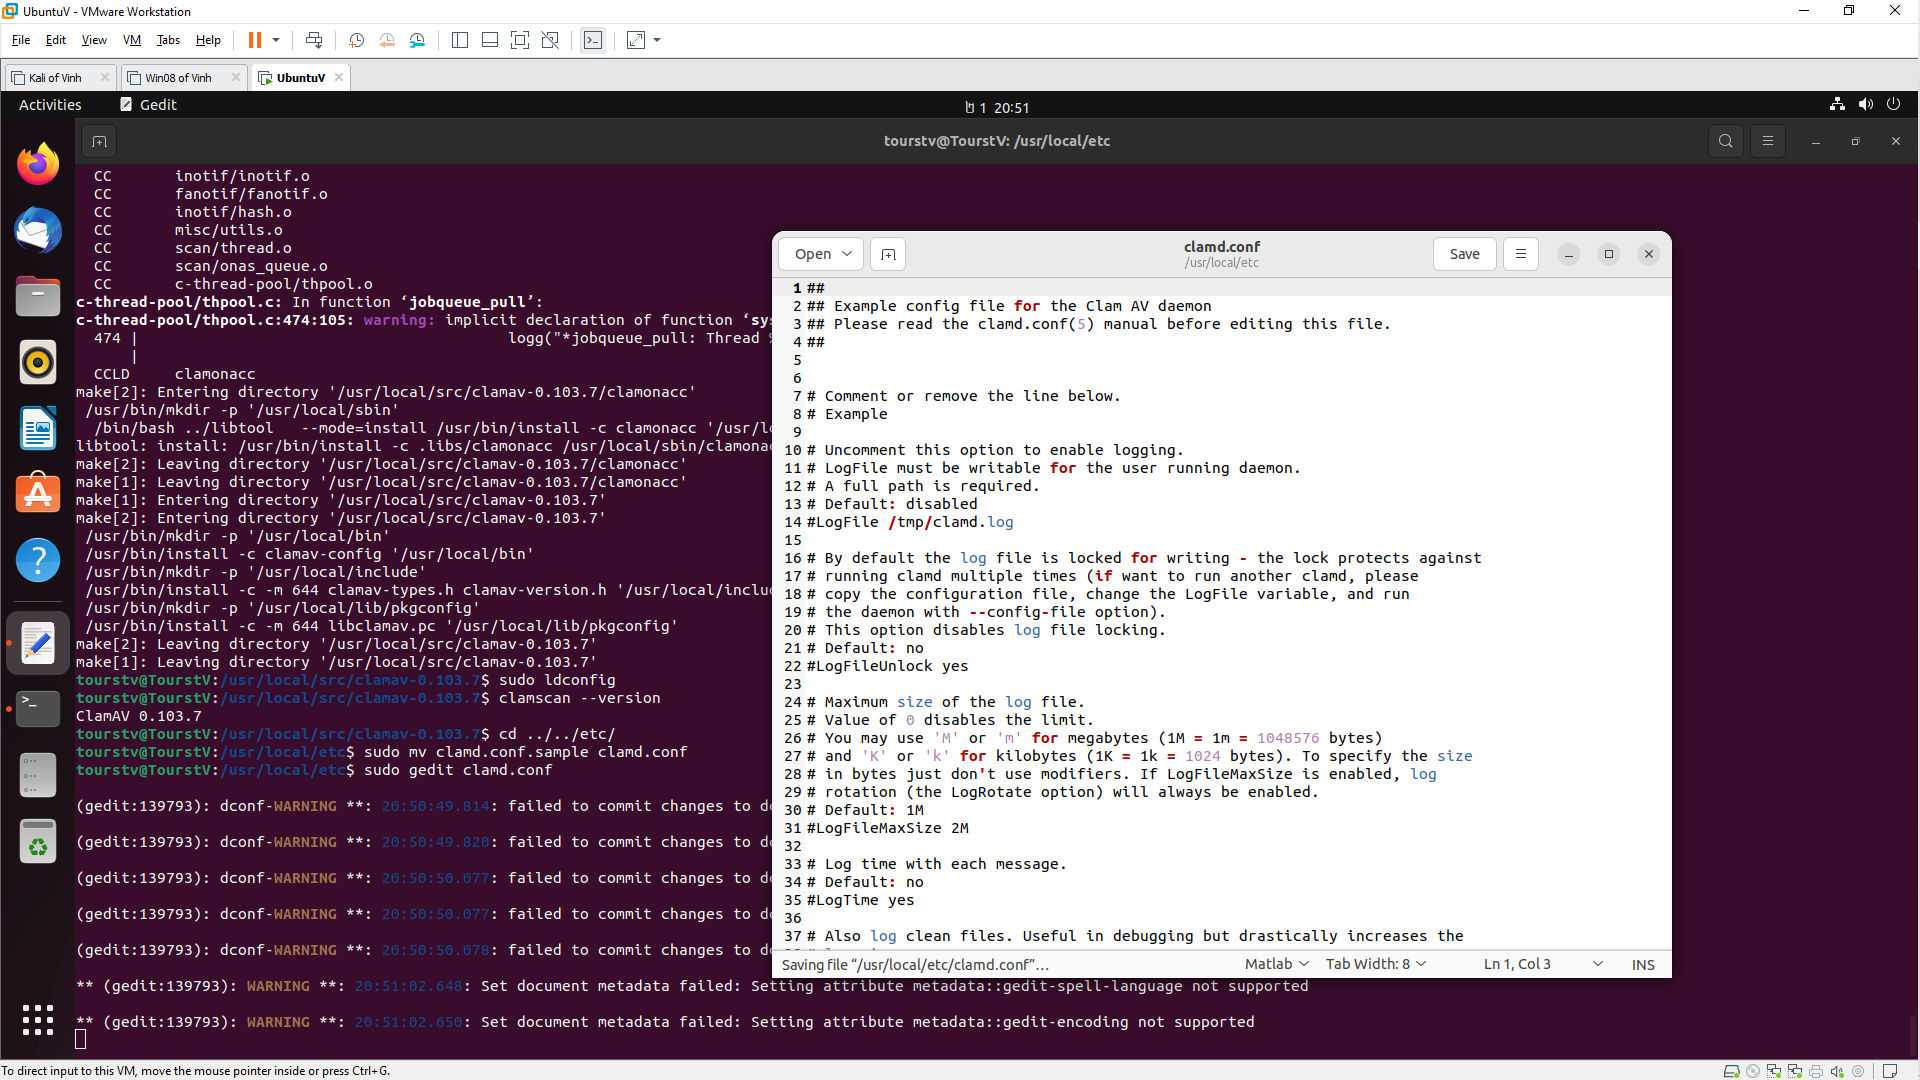 UbuntuV - VMware Workstation
File Edit View VM Tabs Help
Kali of Vinh Win08 of Vinh UbuntuV
Activities Gedit
ឋ 1 20:51
tourstv@TourstV: /usr/local/etc
CC inotif/inotif.o
CC fanotif/fanotif.o
CC inotif/hash.o
CC misc/utils.o
CC scan/thread.o
CC scan/onas_queue.o
CC c-thread-pool/thpool.o
c-thread-pool/thpool.c: In function ‘jobqueue_pull’:
c-thread-pool/thpool.c:474:105: warning: implicit declaration of function ‘sys
474 | logg("*jobqueue_pull: Thread %
|
CCLD clamonacc
make[2]: Entering directory '/usr/local/src/clamav-0.103.7/clamonacc'
/usr/bin/mkdir -p '/usr/local/sbin'
/bin/bash ../libtool --mode=install /usr/bin/install -c clamonacc '/usr/lo
libtool: install: /usr/bin/install -c .libs/clamonacc /usr/local/sbin/clamonac
make[2]: Leaving directory '/usr/local/src/clamav-0.103.7/clamonacc'
make[1]: Leaving directory '/usr/local/src/clamav-0.103.7/clamonacc'
make[1]: Entering directory '/usr/local/src/clamav-0.103.7'
make[2]: Entering directory '/usr/local/src/clamav-0.103.7'
/usr/bin/mkdir -p '/usr/local/bin'
/usr/bin/install -c clamav-config '/usr/local/bin'
/usr/bin/mkdir -p '/usr/local/include'
/usr/bin/install -c -m 644 clamav-types.h clamav-version.h '/usr/local/inclu
/usr/bin/mkdir -p '/usr/local/lib/pkgconfig'
/usr/bin/install -c -m 644 libclamav.pc '/usr/local/lib/pkgconfig'
make[2]: Leaving directory '/usr/local/src/clamav-0.103.7'
make[1]: Leaving directory '/usr/local/src/clamav-0.103.7'
tourstv@TourstV:/usr/local/src/clamav-0.103.7$ sudo ldconfig
tourstv@TourstV:/usr/local/src/clamav-0.103.7$ clamscan --version
ClamAV 0.103.7
tourstv@TourstV:/usr/local/src/clamav-0.103.7$ cd ../../etc/
tourstv@TourstV:/usr/local/etc$ sudo mv clamd.conf.sample clamd.conf
tourstv@TourstV:/usr/local/etc$ sudo gedit clamd.conf
(gedit:139793): dconf-WARNING **: 20:50:49.814: failed to commit changes to dc
(gedit:139793): dconf-WARNING **: 20:50:49.820: failed to commit changes to dc
(gedit:139793): dconf-WARNING **: 20:50:50.077: failed to commit changes to dc
(gedit:139793): dconf-WARNING **: 20:50:50.077: failed to commit changes to dc
(gedit:139793): dconf-WARNING **: 20:50:50.078: failed to commit changes to dc
** (gedit:139793): WARNING **: 20:51:02.648: Set document metadata failed: Setting attribute metadata::gedit-spell-language not supported
** (gedit:139793): WARNING **: 20:51:02.650: Set document metadata failed: Setting attribute metadata::gedit-encoding not supported
Open clamd.conf Save
/usr/local/etc
1 ##
2 ## Example config file for the Clam AV daemon
3 ## Please read the clamd.conf(5) manual before editing this file.
4 ##
5
6
7 # Comment or remove the line below.
8 # Example
9
10 # Uncomment this option to enable logging.
11 # LogFile must be writable for the user running daemon.
12 # A full path is required.
13 # Default: disabled
14 #LogFile /tmp/clamd.log
15
16 # By default the log file is locked for writing - the lock protects against
17 # running clamd multiple times (if want to run another clamd, please
18 # copy the configuration file, change the LogFile variable, and run
19 # the daemon with --config-file option).
20 # This option disables log file locking.
21 # Default: no
22 #LogFileUnlock yes
23
24 # Maximum size of the log file.
25 # Value of 0 disables the limit.
26 # You may use 'M' or 'm' for megabytes (1M = 1m = 1048576 bytes)
27 # and 'K' or 'k' for kilobytes (1K = 1k = 1024 bytes). To specify the size
28 # in bytes just don't use modifiers. If LogFileMaxSize is enabled, log
29 # rotation (the LogRotate option) will always be enabled.
30 # Default: 1M
31 #LogFileMaxSize 2M
32
33 # Log time with each message.
34 # Default: no
35 #LogTime yes
36
37 # Also log clean files. Useful in debugging but drastically increases the
Saving file “/usr/local/etc/clamd.conf”… Matlab Tab Width: 8 Ln 1, Col 3 INS
To direct input to this VM, move the mouse pointer inside or press Ctrl+G.